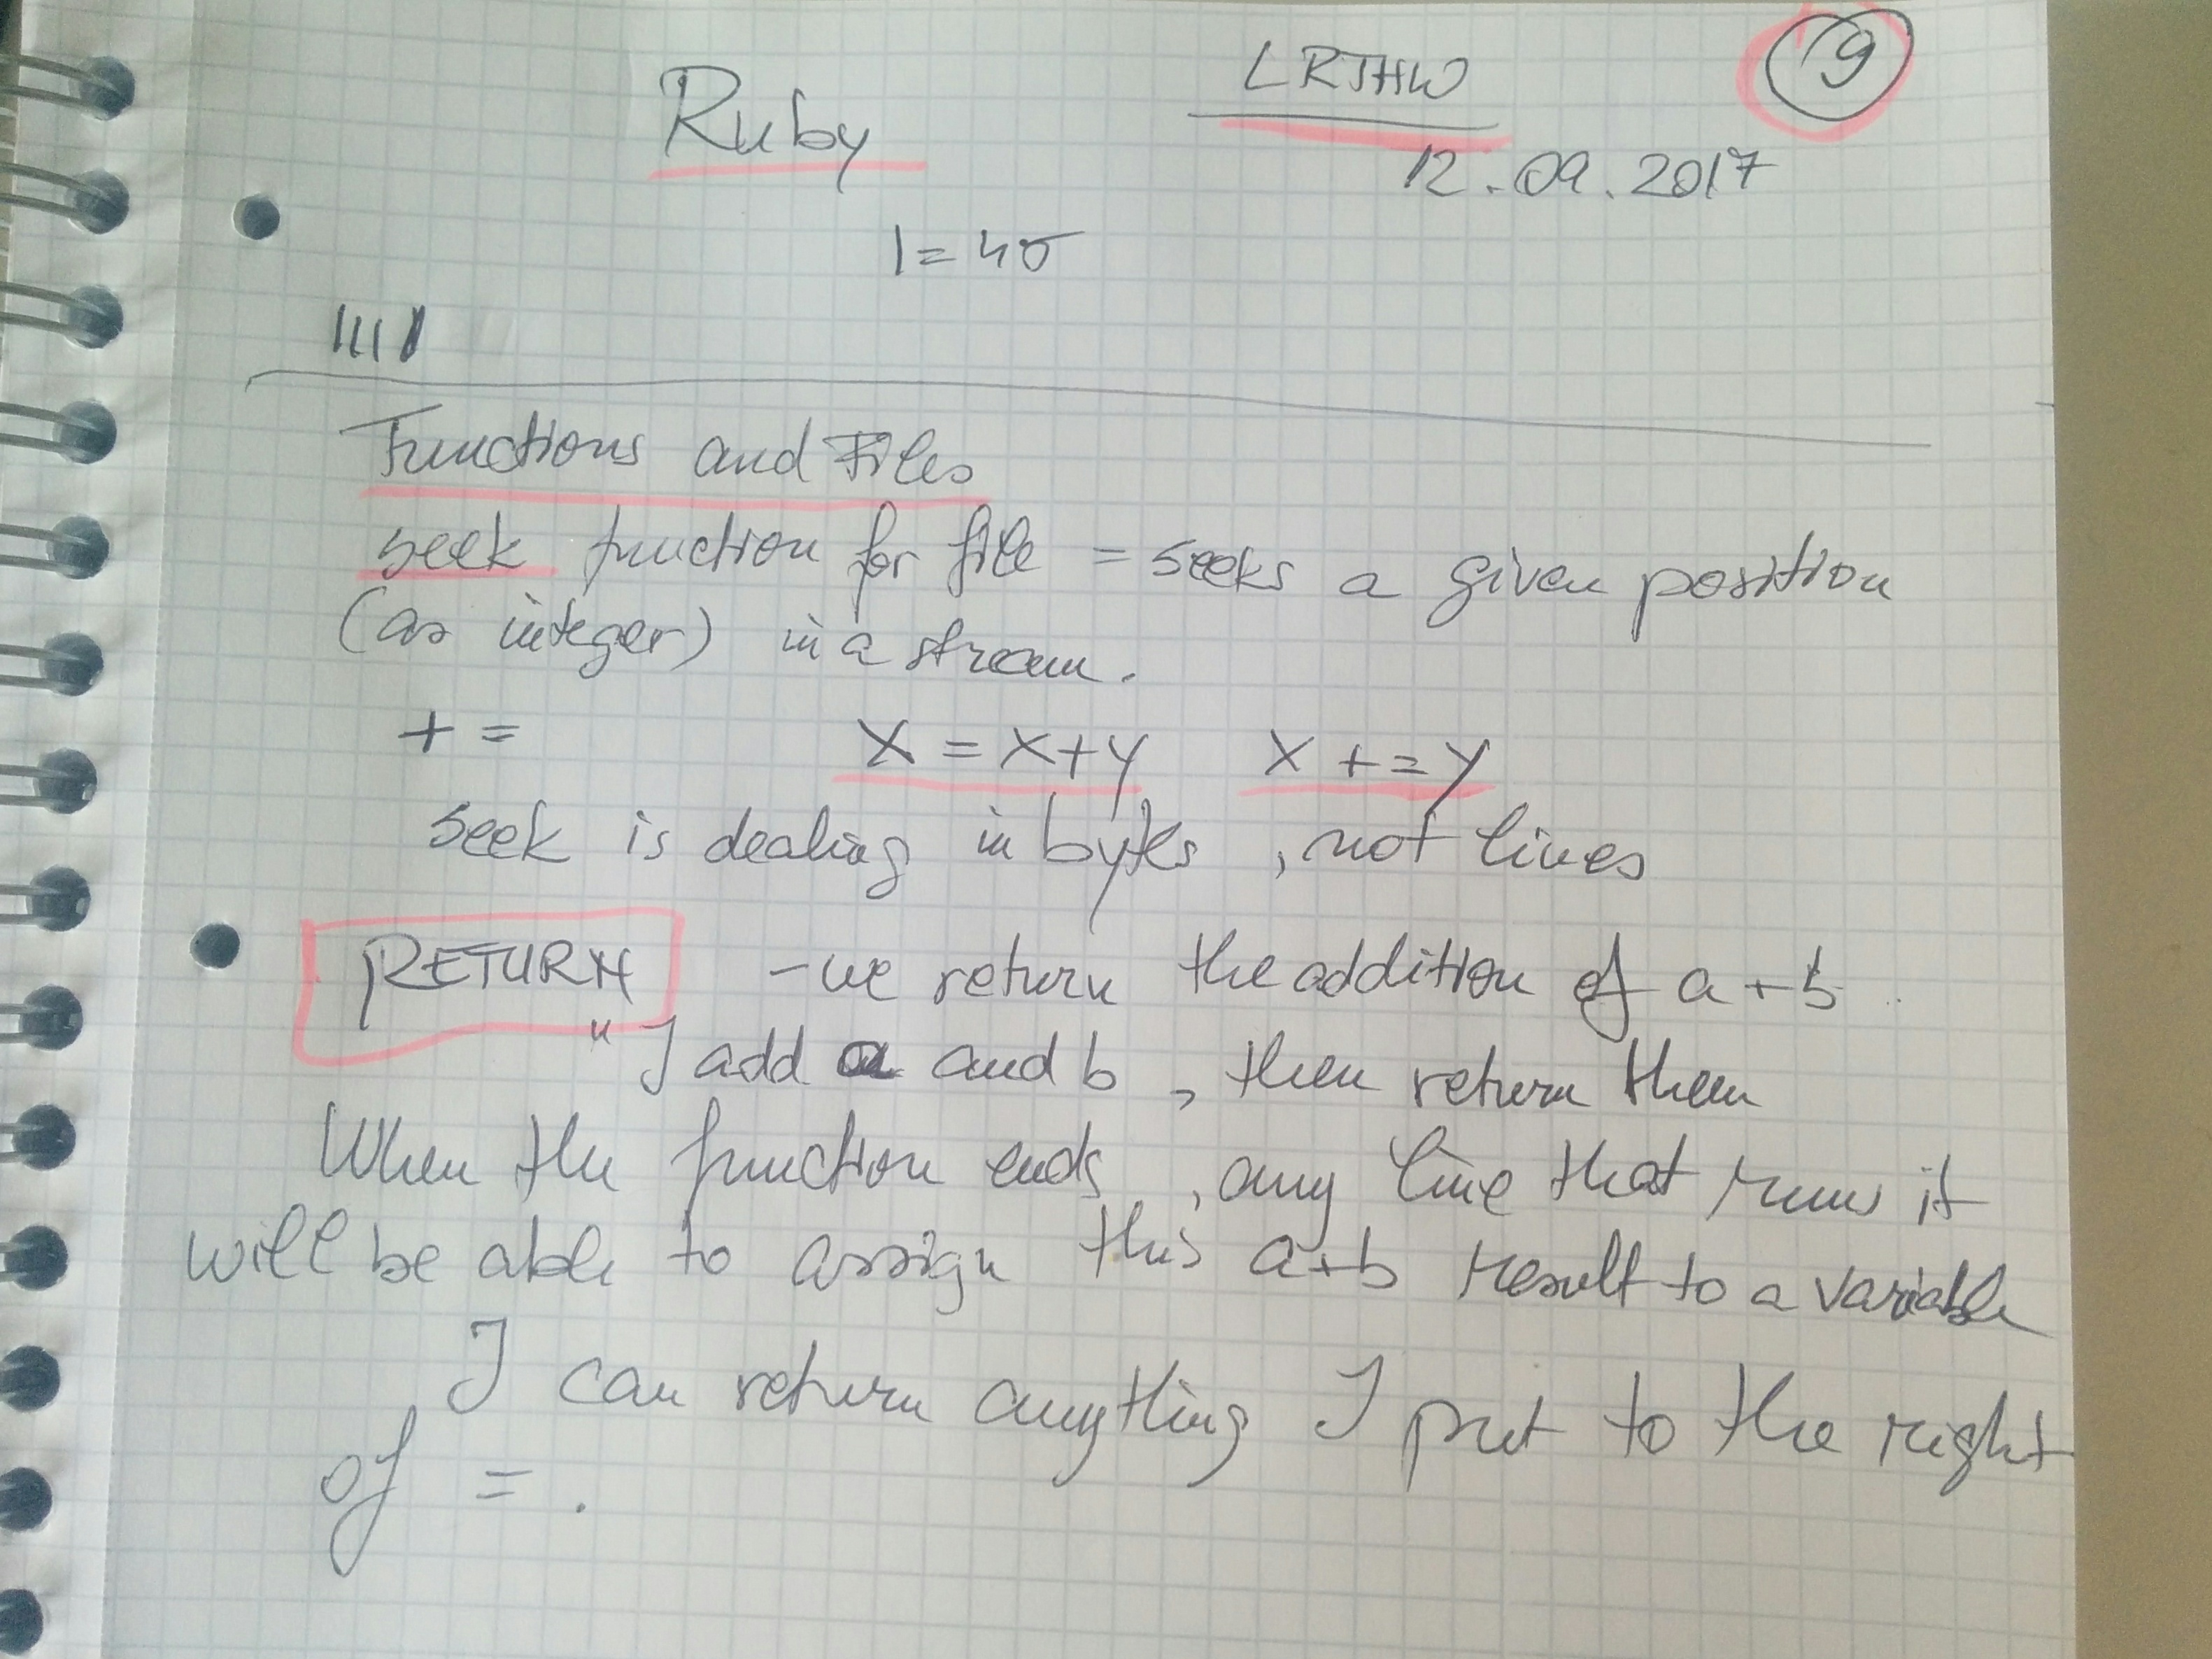 Ruby LRTHW 9
12.09.2017
IIII
Functions and Files
seek function for file = seeks a given position
(as integer) in a stream.
+= X = X+Y X += Y
seek is dealing in bytes, not lines
RETURN - we return the addition of a + b
"I add a and b, then return them
When the function ends, any line that runs it
will be able to assign this a+b result to a variable
I can return anything I put to the right
of = .